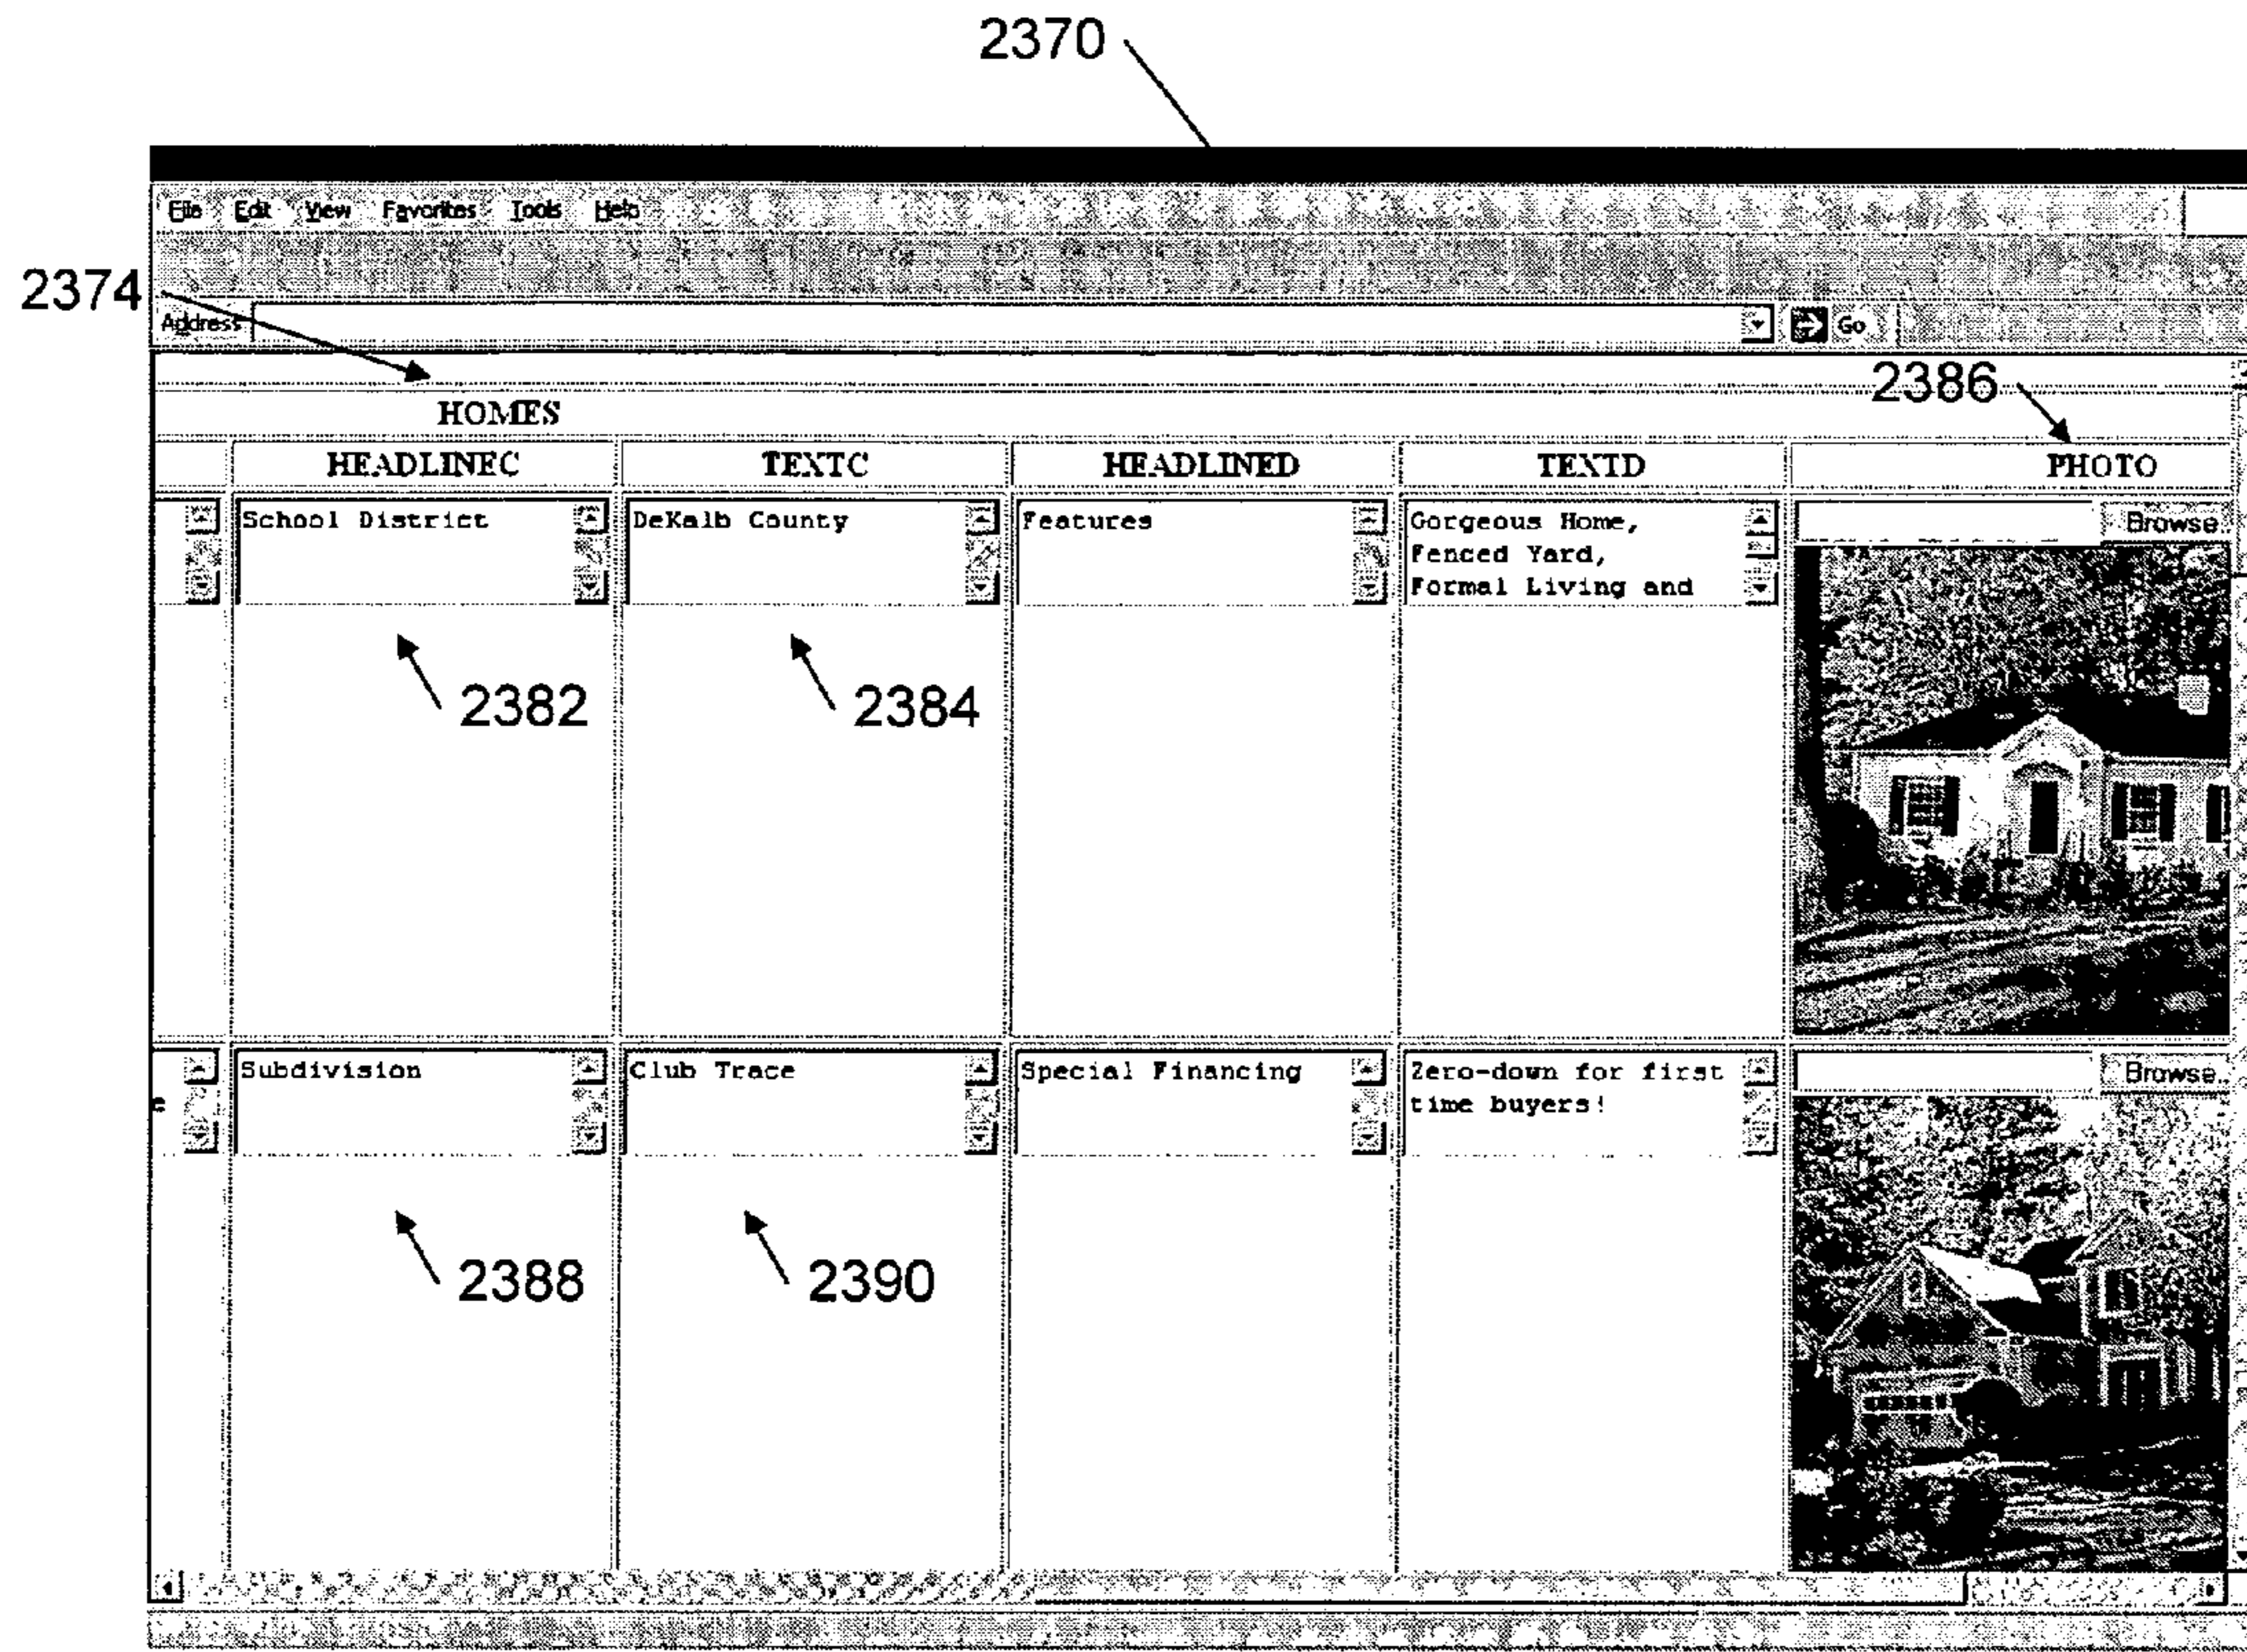 2370
File Edit View Favorites Tools Help
2374
Address Go
2386
HOMES
HEADLINEC TEXTC HEADLINED TEXTD PHOTO
School District DeKalb County Features Gorgeous Home, Browse
Fenced Yard,
Formal Living and
2382 2384
Subdivision Club Trace Special Financing Zero-down for first Browse..
e time buyers!
2388 2390